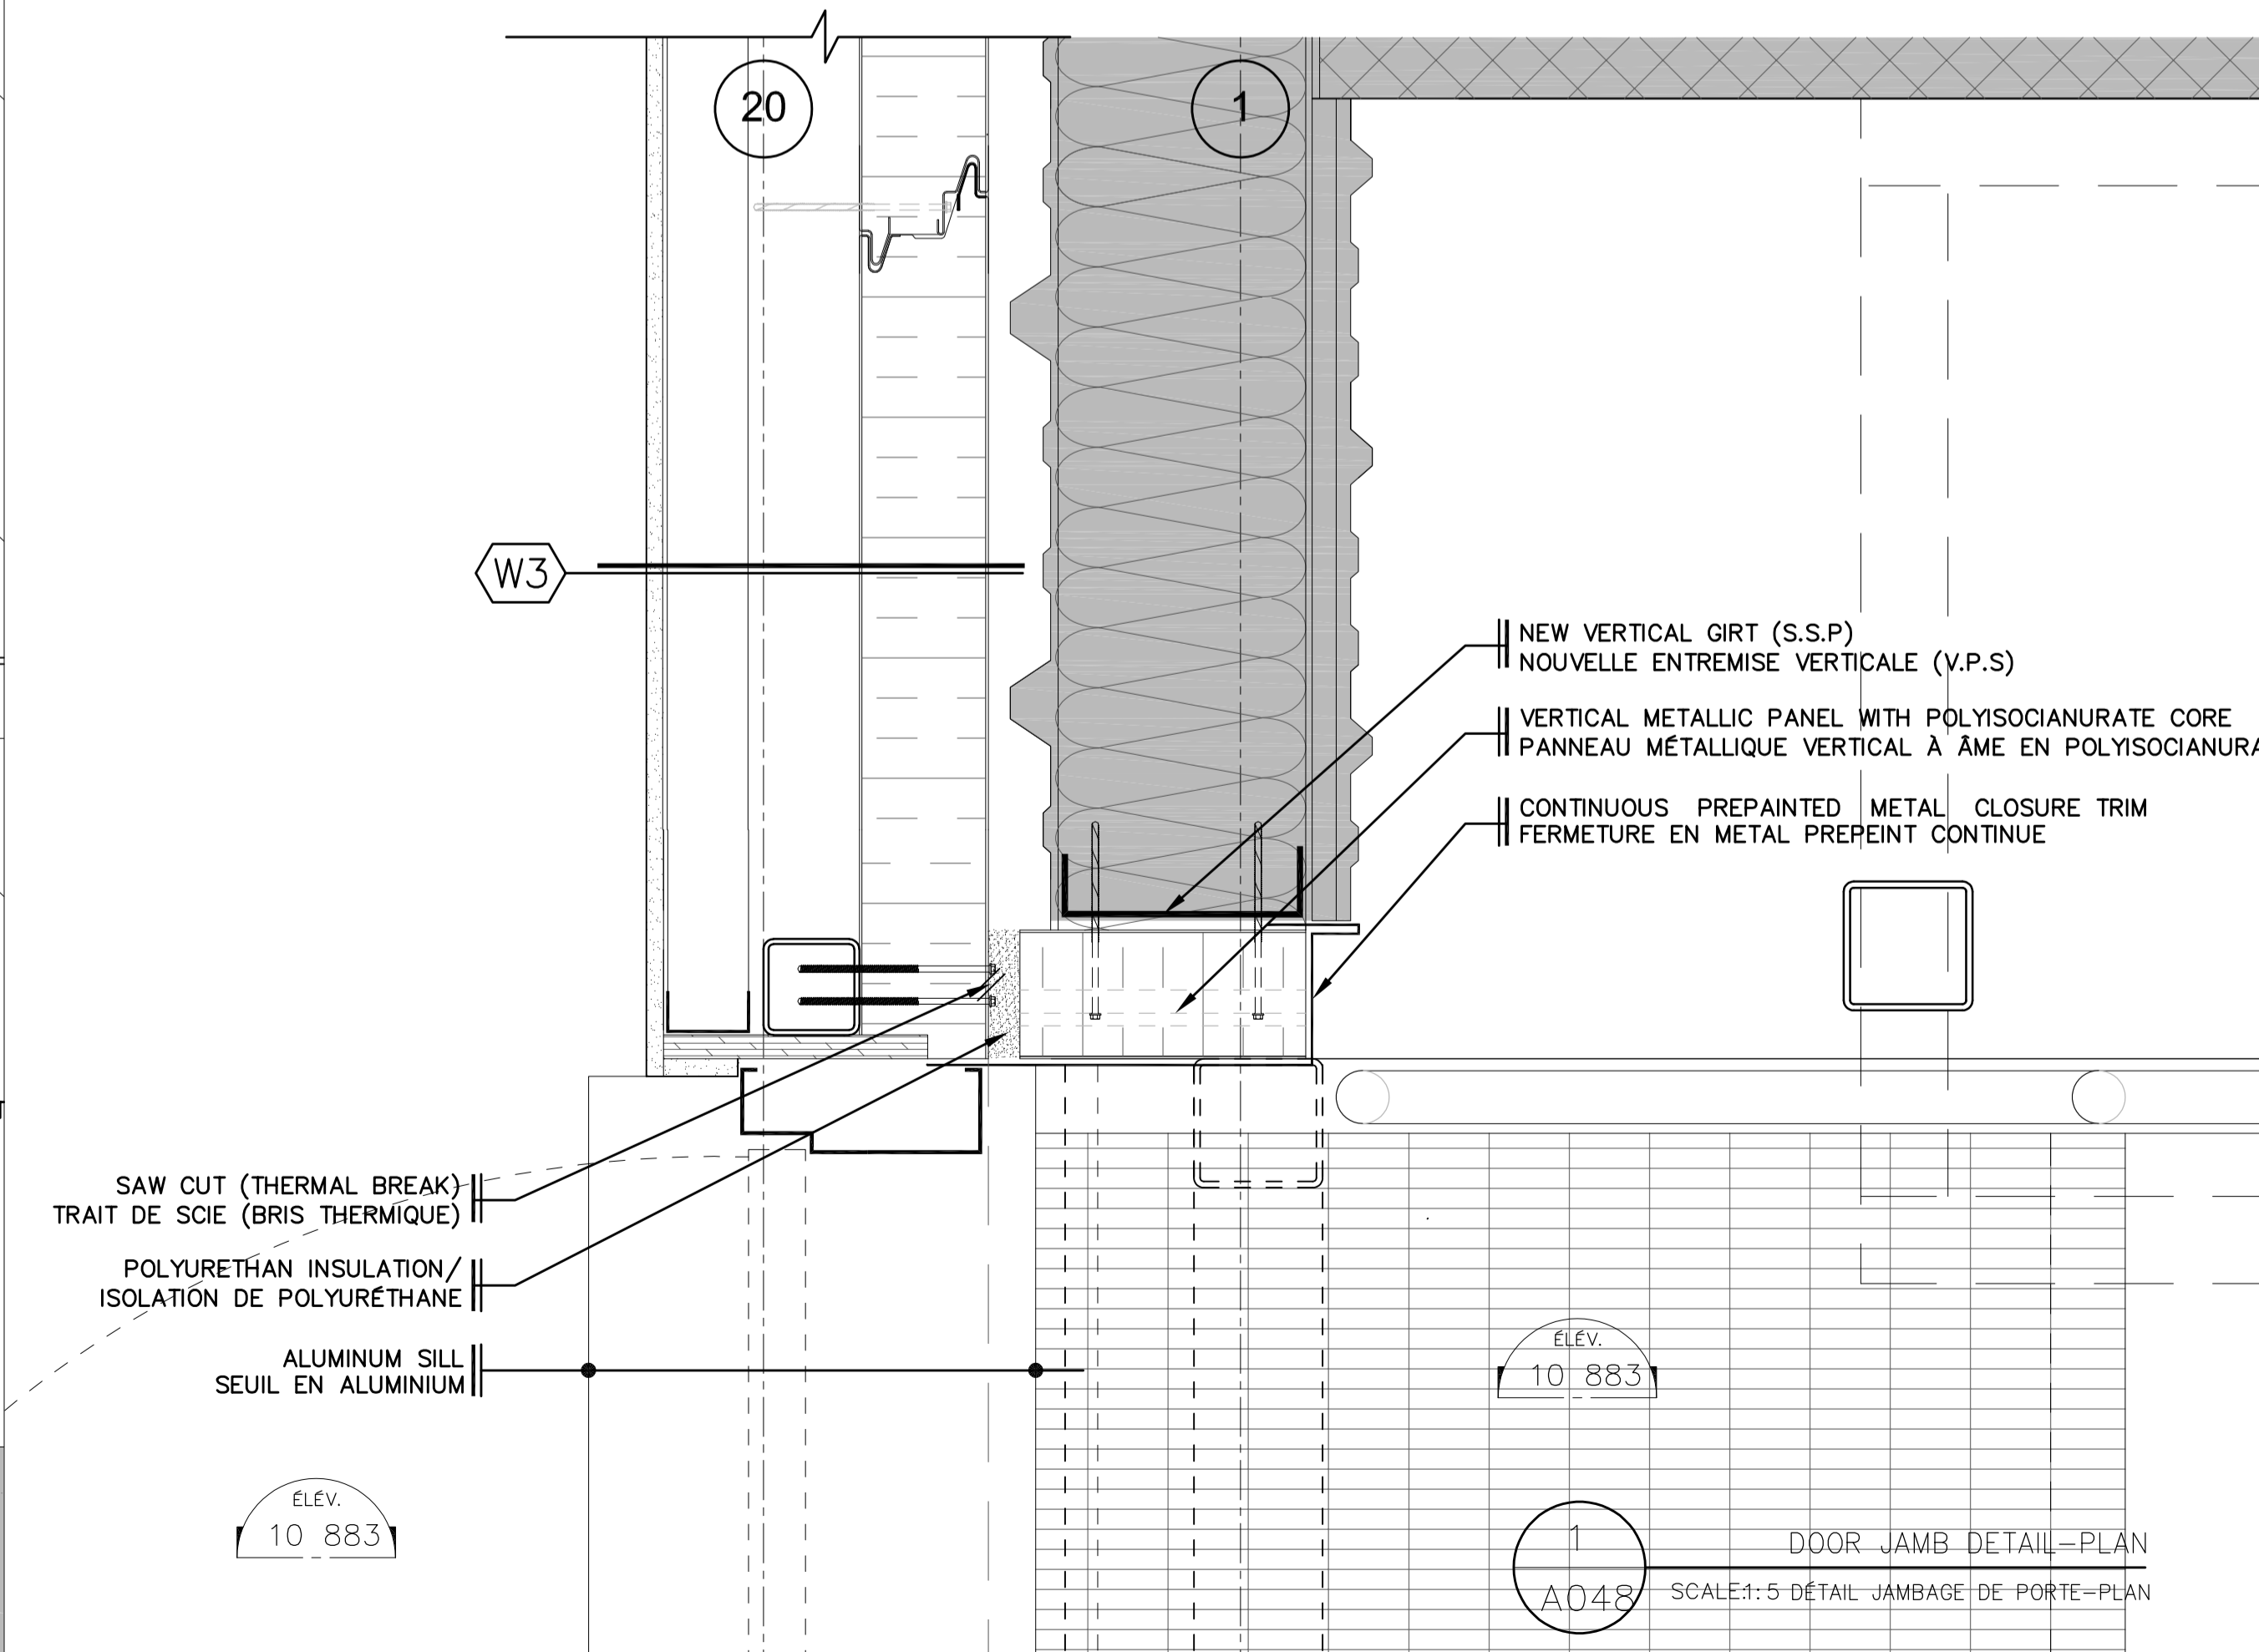 20
1
W3
NEW VERTICAL GIRT (S.S.P)
NOUVELLE ENTREMISE VERTICALE (V.P.S)
VERTICAL METALLIC PANEL WITH POLYISOCIANURATE CORE
PANNEAU MÉTALLIQUE VERTICAL À ÂME EN POLYISOCIANURA
CONTINUOUS PREPAINTED METAL CLOSURE TRIM
FERMETURE EN METAL PREPEINT CONTINUE
SAW CUT (THERMAL BREAK)
TRAIT DE SCIE (BRIS THERMIQUE)
POLYURETHAN INSULATION/
ISOLATION DE POLYURÉTHANE
ALUMINUM SILL
SEUIL EN ALUMINIUM
ÉLÉV.
10 883
ÉLÉV.
10 883
1
A048
DOOR JAMB DETAIL-PLAN
SCALE:1:5 DÉTAIL JAMBAGE DE PORTE-PLAN